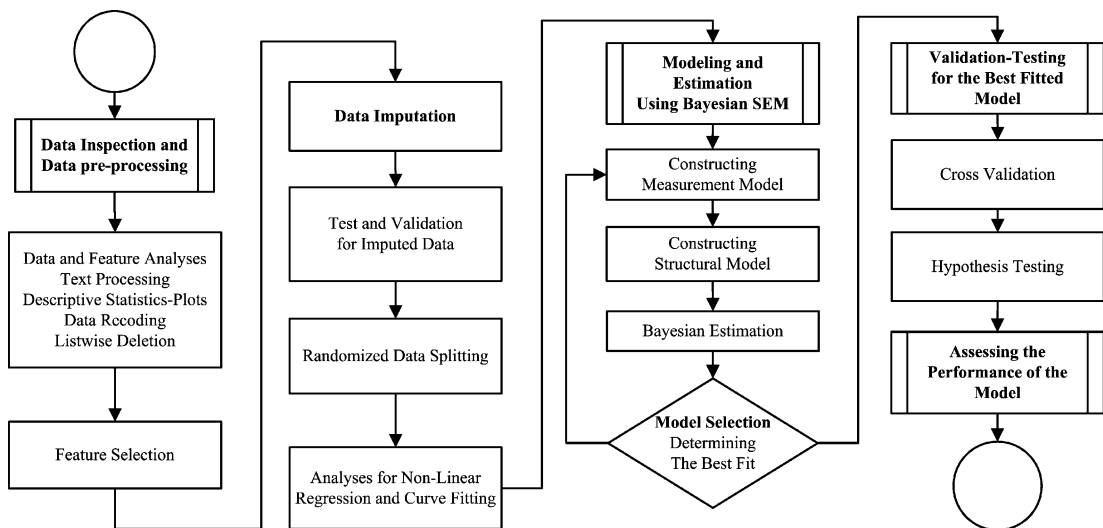 Data Inspection and
Data pre-processing
Data and Feature Analyses
Text Processing
Descriptive Statistics-Plots
Data Recoding
Listwise Deletion
Feature Selection
Data Imputation
Test and Validation
for Imputed Data
Randomized Data Splitting
Analyses for Non-Linear
Regression and Curve Fitting
Modeling and
Estimation
Using Bayesian SEM
Constructing
Measurement Model
Constructing
Structural Model
Bayesian Estimation
Model Selection
Determining
The Best Fit
Validation-Testing
for the Best Fitted
Model
Cross Validation
Hypothesis Testing
Assessing the
Performance of the
Model